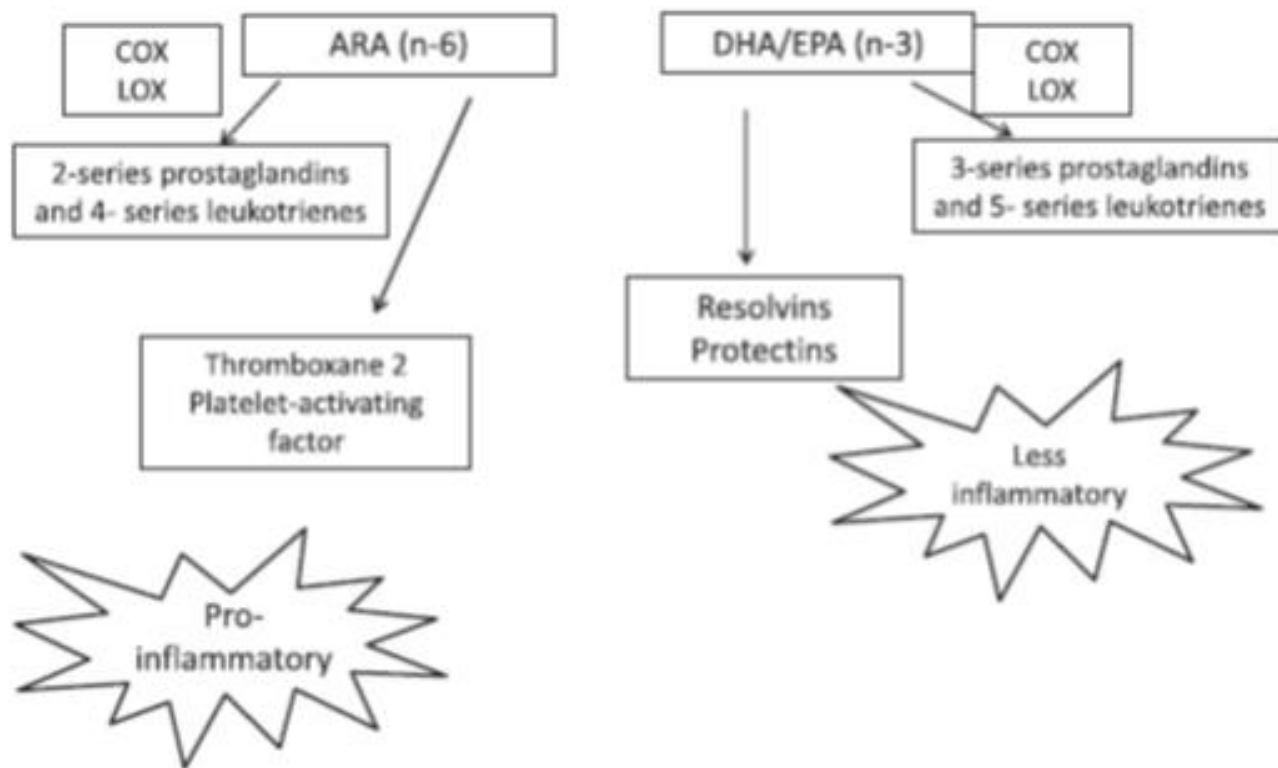 COX
LOX
ARA (n-6)
2-series prostaglandins
and 4- series leukotrienes
Thromboxane 2
Platelet-activating
factor
Pro-
inflammatory
DHA/EPA (n-3)
COX
LOX
3-series prostaglandins
and 5- series leukotrienes
Resolvins
Protectins
Less
inflammatory